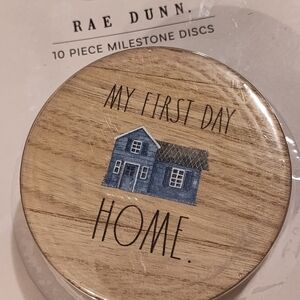 RAE DUNN.
10 PIECE MILESTONE DISCS
MY FIRST DAY
HOME.